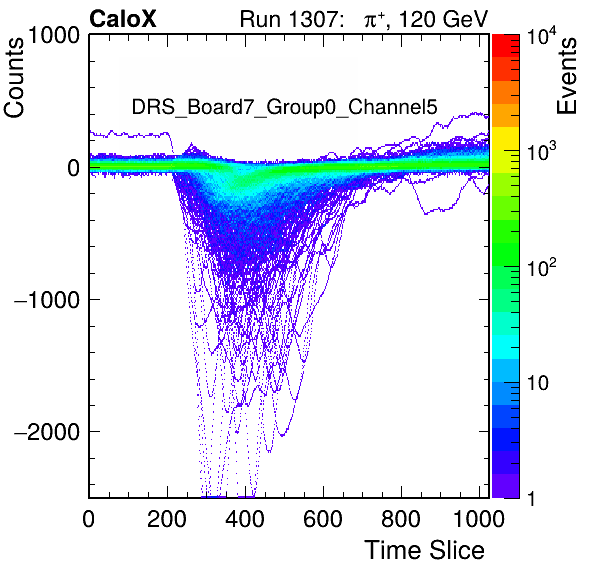 CaloX Run 1307: π⁺, 120 GeV
DRS_Board7_Group0_Channel5
Counts
Events
1000
0
−1000
−2000
0 200 400 600 800 1000
Time Slice
10⁴
10³
10²
10
1